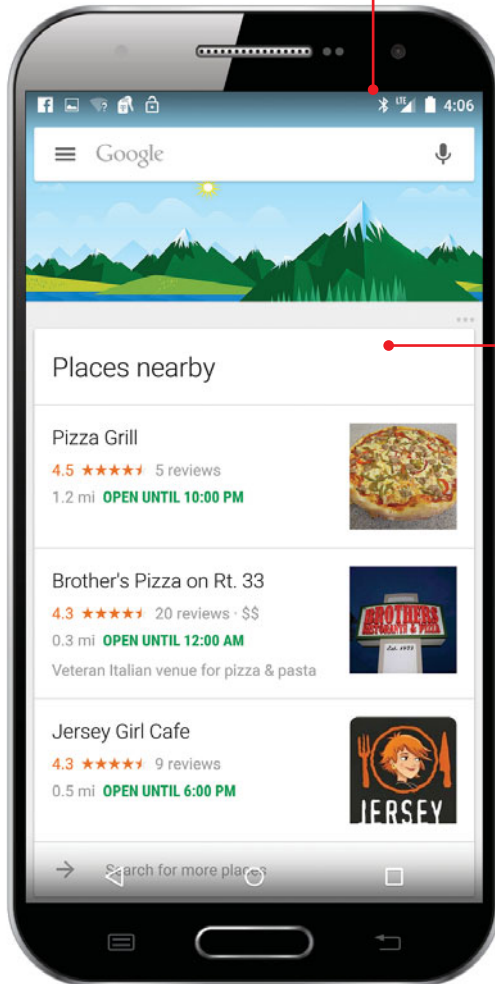 LTE 4:06
Google
Places nearby
Pizza Grill
4.5 5 reviews
1.2 mi OPEN UNTIL 10:00 PM
Brother's Pizza on Rt. 33
4.3 20 reviews · $$
0.3 mi OPEN UNTIL 12:00 AM
Veteran Italian venue for pizza & pasta
BROTHERS
RISTORANTE & PIZZA
Jersey Girl Cafe
4.3 9 reviews
0.5 mi OPEN UNTIL 6:00 PM
JERSEY
Search for more places